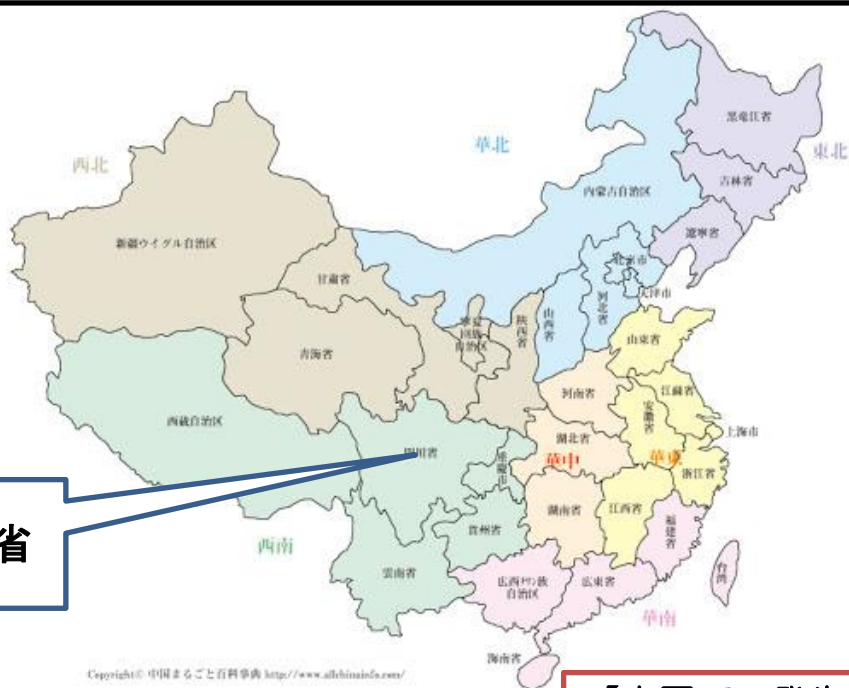 華北
東北
西北
黒竜江省
吉林省
遼寧省
内蒙古自治区
新疆ウイグル自治区
甘粛省
北京市
天津市
河北省
山西省
陝西省
寧夏
回族
自治区
青海省
山東省
河南省
江蘇省
安徽省
上海市
西蔵自治区
四川省
重慶市
湖北省
華中
華東
浙江省
省
湖南省
江西省
福建省
貴州省
西南
雲南省
広西チワン族
自治区
広東省
台湾
華南
海南省
Copyright© 中国まるごと百科事典 http://www.allchinainfo.com/